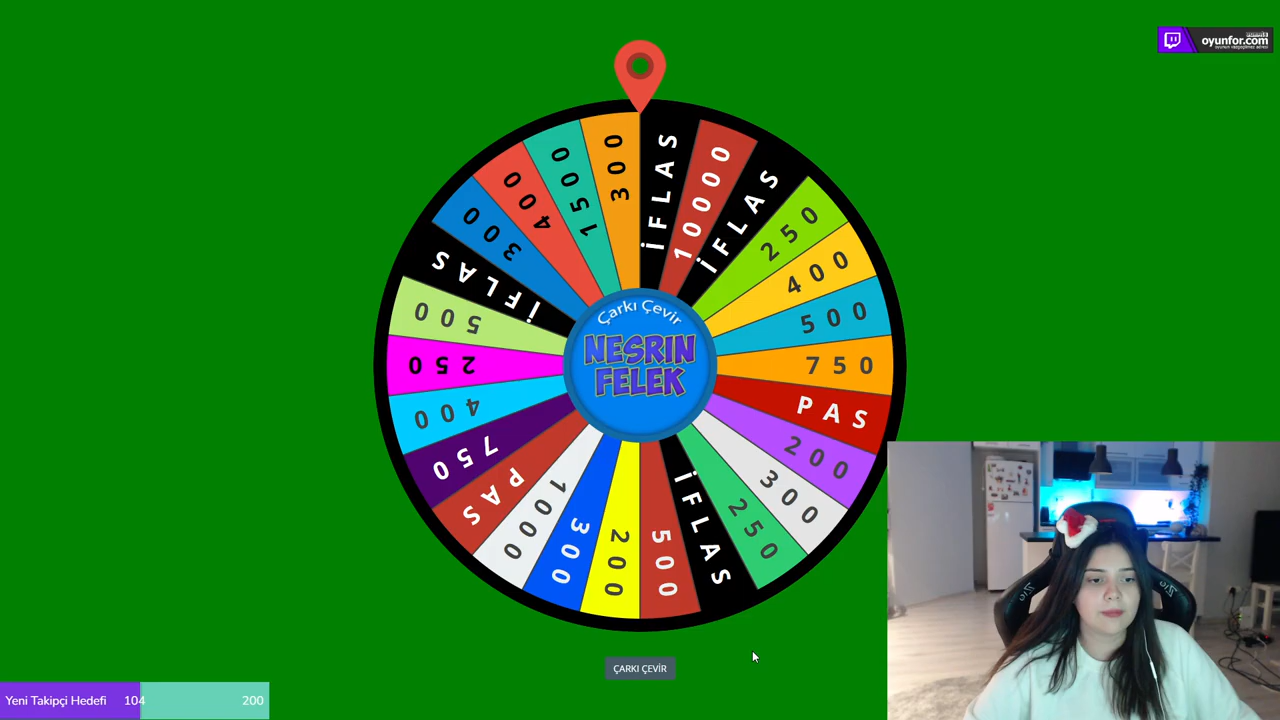 oyunfor.com
İFLAS
10000
İFLAS
250
400
500
750
PAS
200
300
250
İFLAS
500
200
300
1000
PAS
750
400
250
500
İFLAS
300
400
1500
300
Çarkı Çevir
NESRIN
FELEK
ÇARKI ÇEVİR
Yeni Takipçi Hedefi 104 200